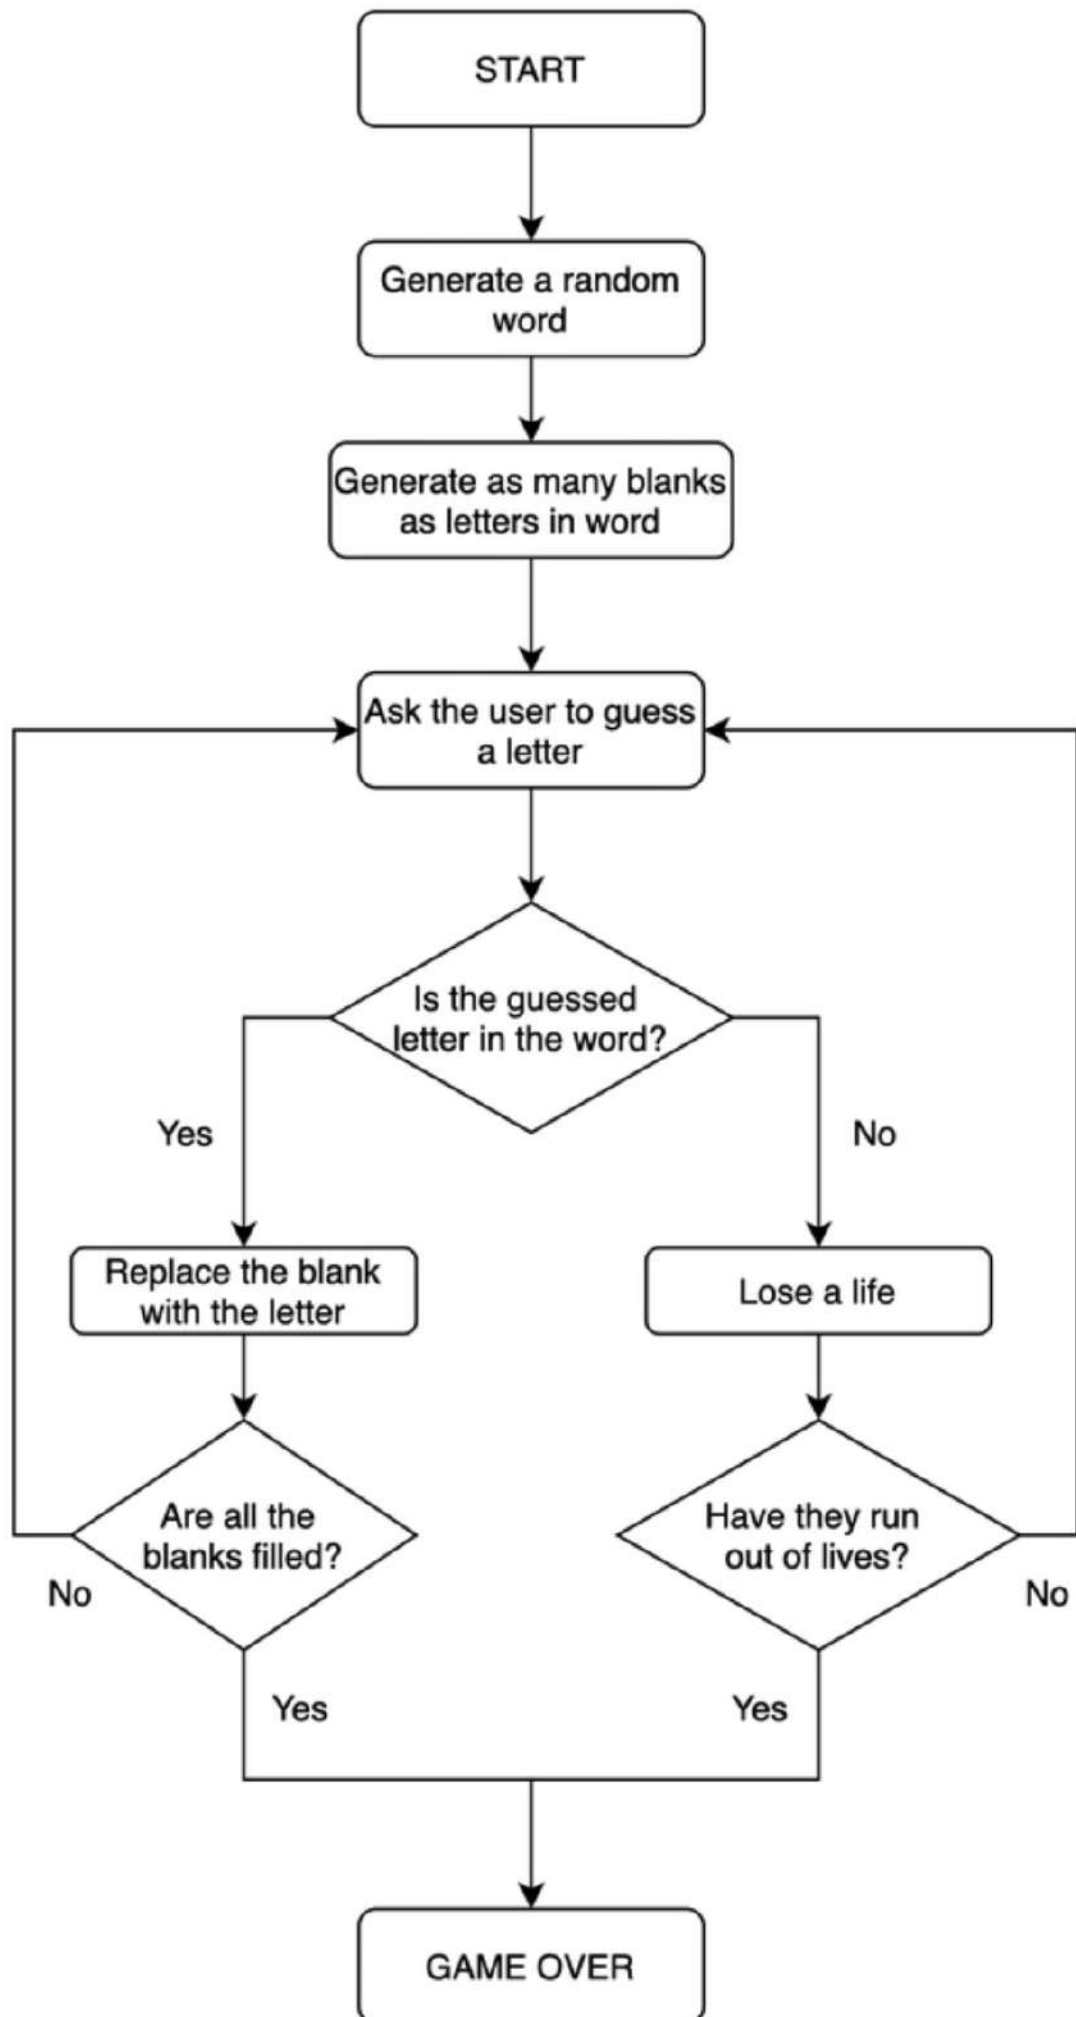 START
Generate a random
word
Generate as many blanks
as letters in word
Ask the user to guess
a letter
Is the guessed
letter in the word?
Yes
No
Replace the blank
with the letter
Lose a life
Are all the
blanks filled?
Have they run
out of lives?
No
No
Yes
Yes
GAME OVER